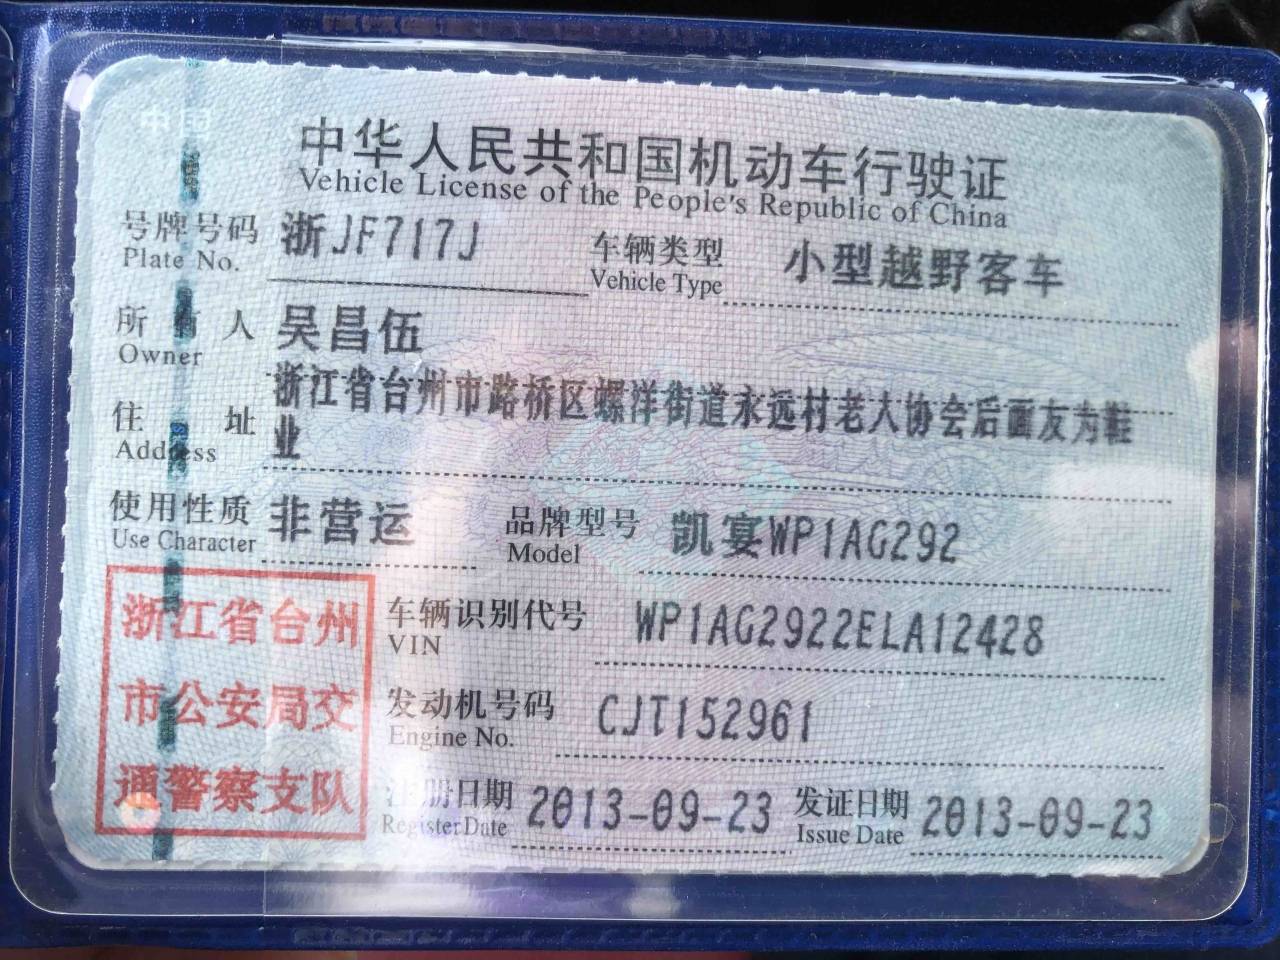 中国
中华人民共和国机动车行驶证
Vehicle License of the People's Republic of China
号牌号码 浙JF717J 车辆类型 小型越野客车
Plate No. Vehicle Type
所有人 吴昌伍
Owner
住址 浙江省台州市路桥区螺洋街道永远村老人协会后面友为鞋
Address 业
使用性质 非营运 品牌型号 凯宴WP1AG292
Use Character Model
浙江省台州 车辆识别代号 WP1AG2922ELA12428
VIN
市公安局交 发动机号码 CJT152961
Engine No.
通警察支队 注册日期 2013-09-23 发证日期 2013-09-23
Register Date Issue Date